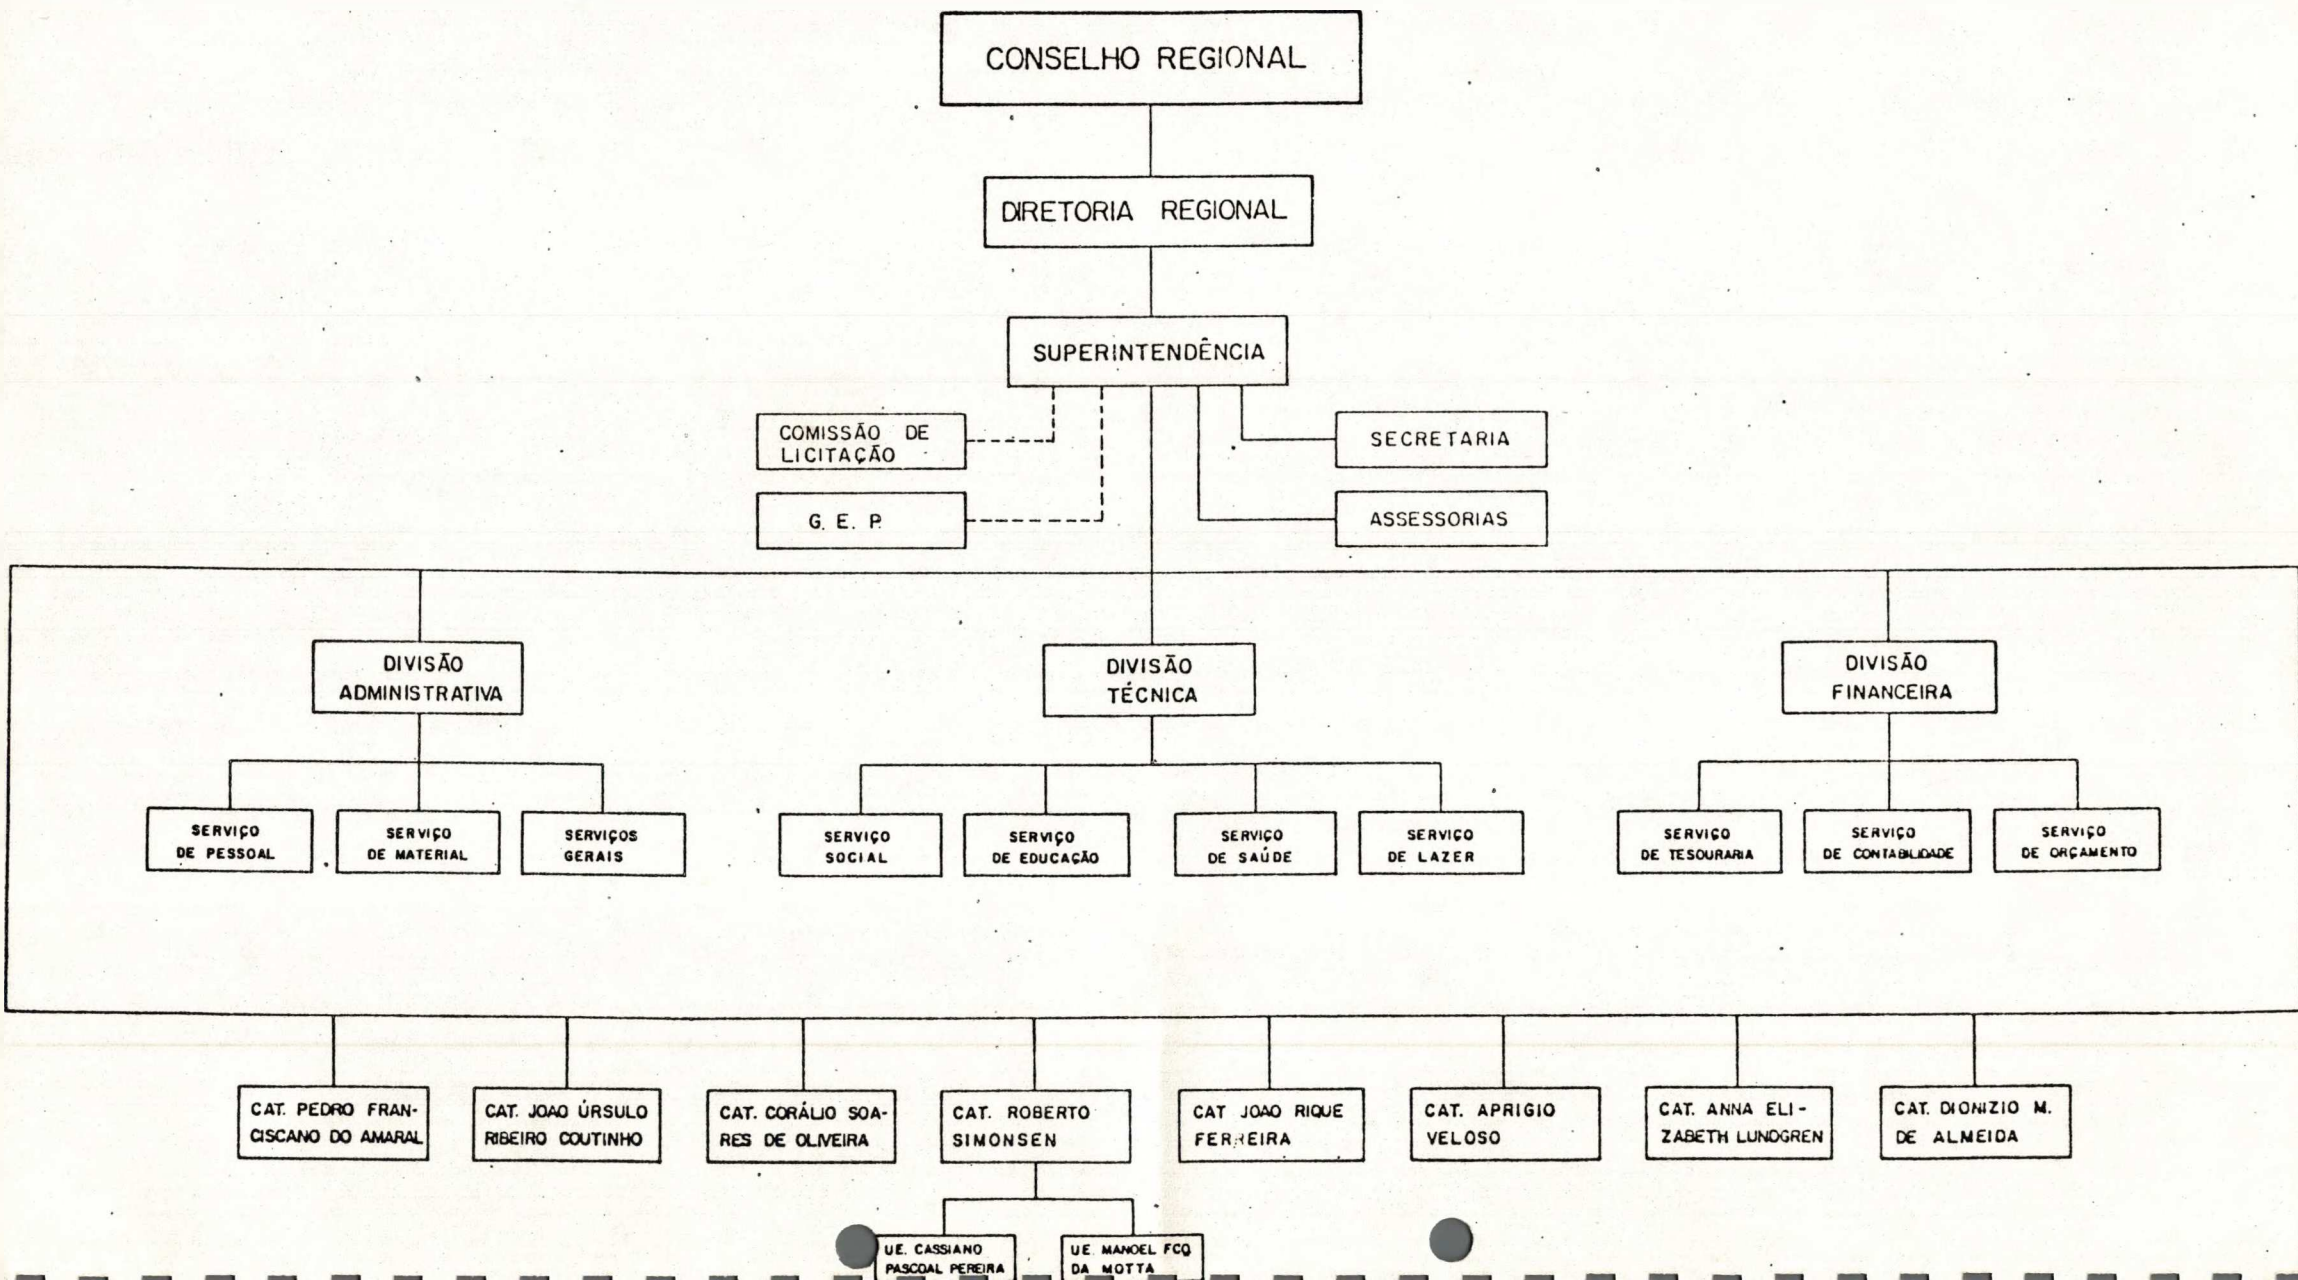 CONSELHO REGIONAL
DIRETORIA REGIONAL
SUPERINTENDÊNCIA
COMISSÃO DE
LICITAÇÃO
SECRETARIA
G. E. P.
ASSESSORIAS
DIVISÃO
ADMINISTRATIVA
DIVISÃO
TÉCNICA
DIVISÃO
FINANCEIRA
SERVIÇO
DE PESSOAL
SERVIÇO
DE MATERIAL
SERVIÇOS
GERAIS
SERVIÇO
SOCIAL
SERVIÇO
DE EDUCAÇÃO
SERVIÇO
DE SAÚDE
SERVIÇO
DE LAZER
SERVIÇO
DE TESOURARIA
SERVIÇO
DE CONTABILIDADE
SERVIÇO
DE ORÇAMENTO
CAT. PEDRO FRAN-
CISCANO DO AMARAL
CAT. JOAO ÚRSULO
RIBEIRO COUTINHO
CAT. CORÁLIO SOA-
RES DE OLIVEIRA
CAT. ROBERTO
SIMONSEN
CAT JOAO RIQUE
FERREIRA
CAT. APRIGIO
VELOSO
CAT. ANNA ELI-
ZABETH LUNDGREN
CAT. DIONIZIO M.
DE ALMEIDA
UE. CASSIANO
PASCOAL PEREIRA
UE. MANOEL FCO
DA MOTTA